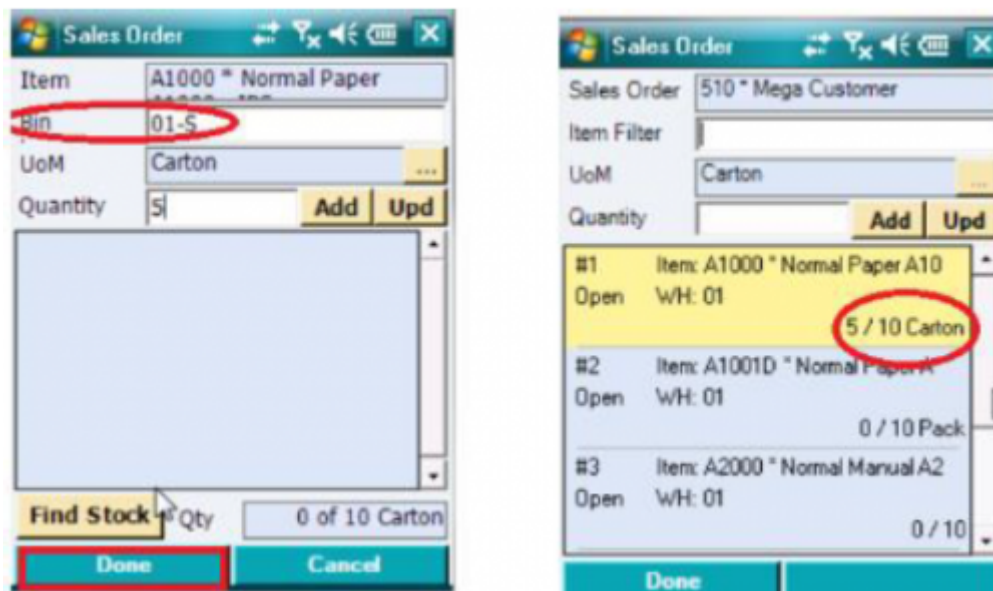 Sales Order
Item A1000 * Normal Paper
Bin 01-S
UoM Carton ...
Quantity 5 Add Upd
Find Stock Qty 0 of 10 Carton
Done Cancel
Sales Order
Sales Order 510 * Mega Customer
Item Filter
UoM Carton ...
Quantity Add Upd
#1 Item: A1000 * Normal Paper A10
Open WH: 01
5 / 10 Carton
#2 Item: A1001D * Normal Paper A
Open WH: 01
0 / 10 Pack
#3 Item: A2000 * Normal Manual A2
Open WH: 01
0 / 10
Done